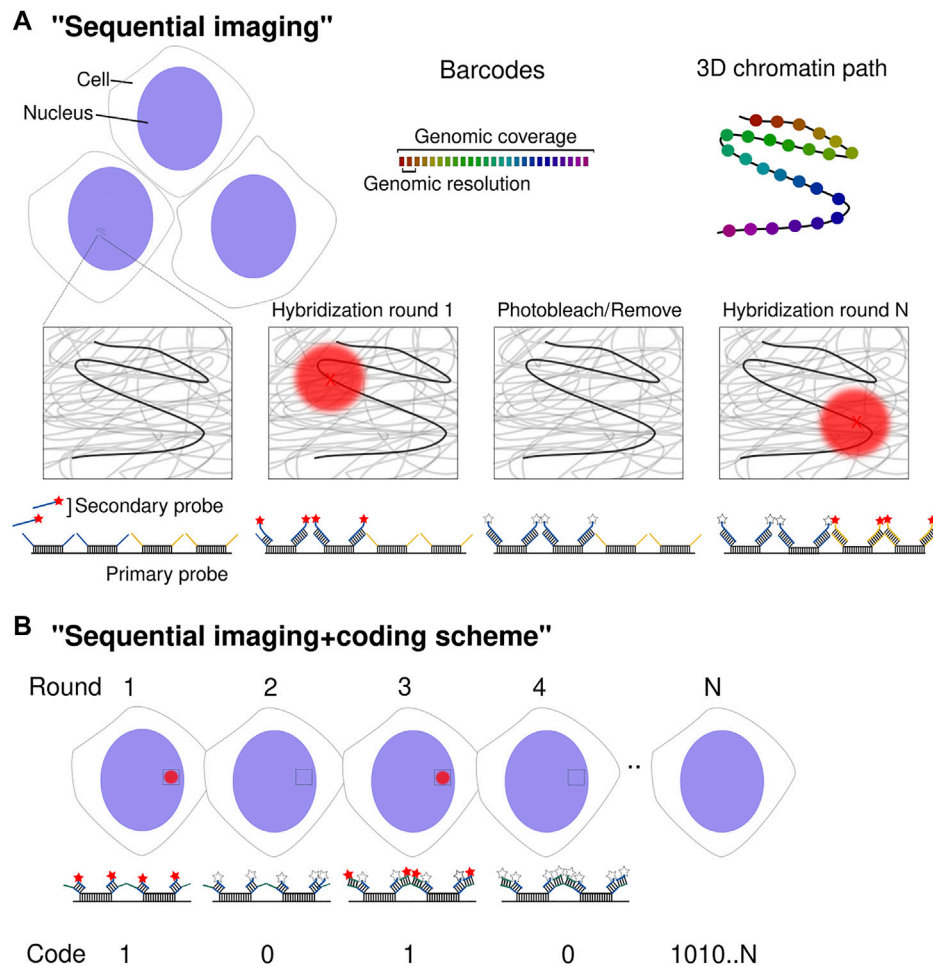 A "Sequential imaging"
Cell
Nucleus
Barcodes
Genomic coverage
Genomic resolution
3D chromatin path
Hybridization round 1
Photobleach/Remove
Hybridization round N
X
X
Secondary probe
Primary probe
B "Sequential imaging+coding scheme"
Round 1 2 3 4 N
..
Code 1 0 1 0 1010..N